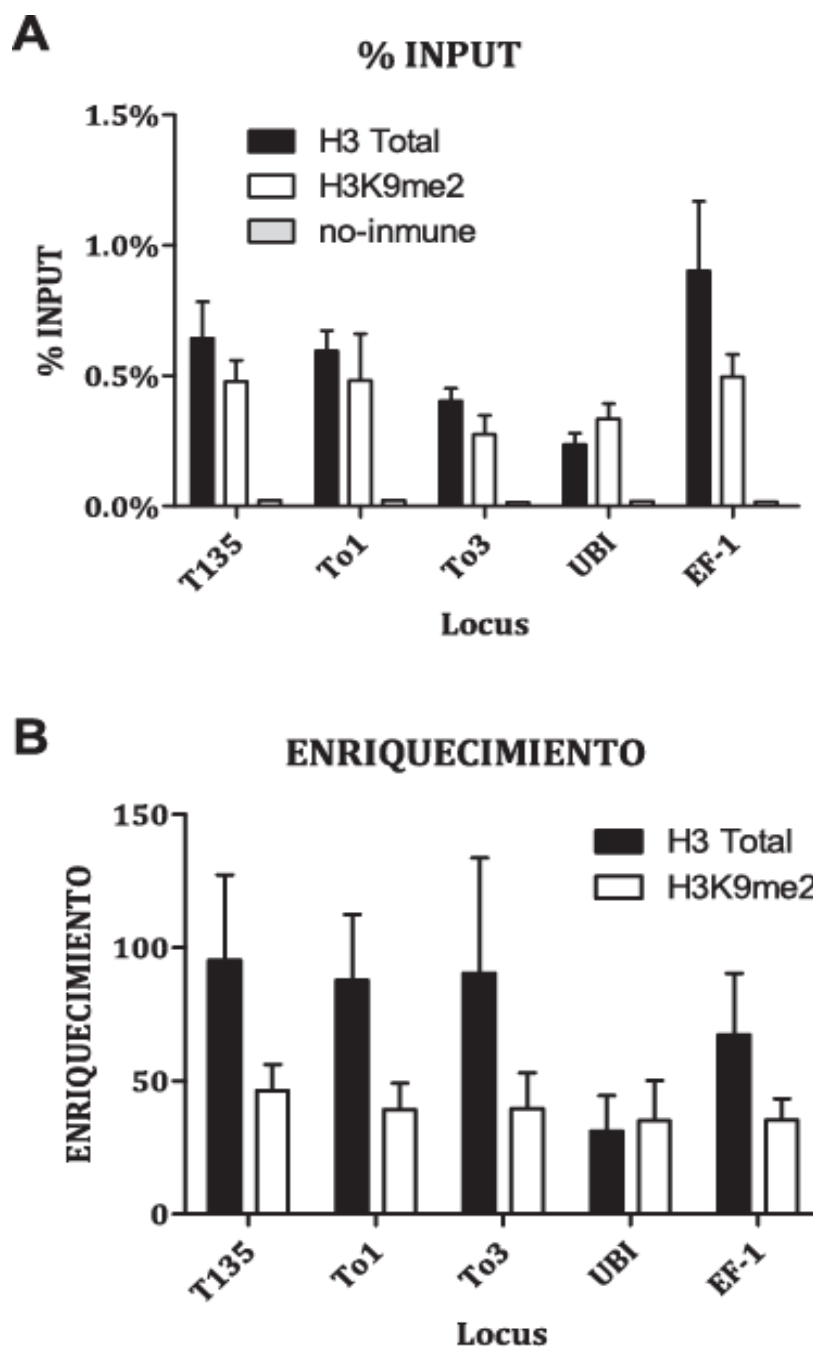 A
% INPUT
1.5%
1.0%
0.5%
0.0%
% INPUT
H3 Total
H3K9me2
no-inmune
T135
To1
To3
UBI
EF-1
Locus
B
ENRIQUECIMIENTO
150
100
50
0
ENRIQUECIMIENTO
H3 Total
H3K9me2
T135
To1
To3
UBI
EF-1
Locus